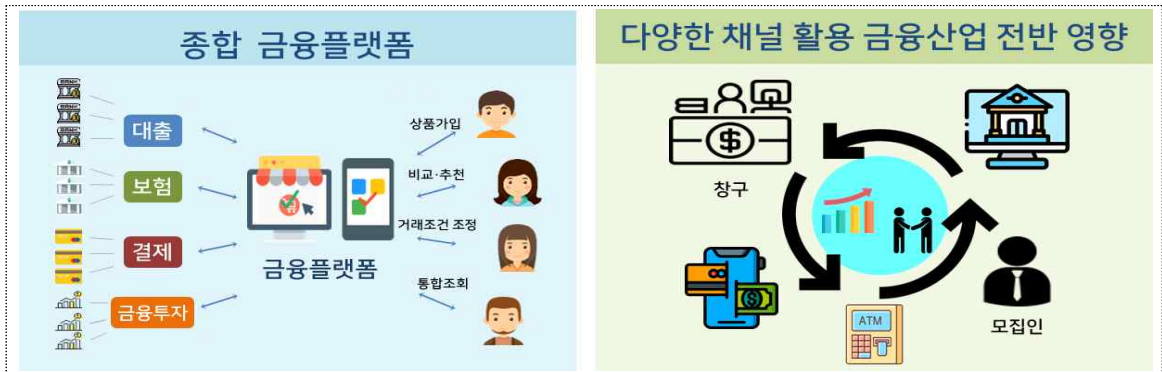 종합 금융플랫폼
BANK
BANK
BANK
대출
보험
결제
금융투자
금융플랫폼
상품가입
비교·추천
거래조건 조정
통합조회
다양한 채널 활용 금융산업 전반 영향
창구
ATM
모집인